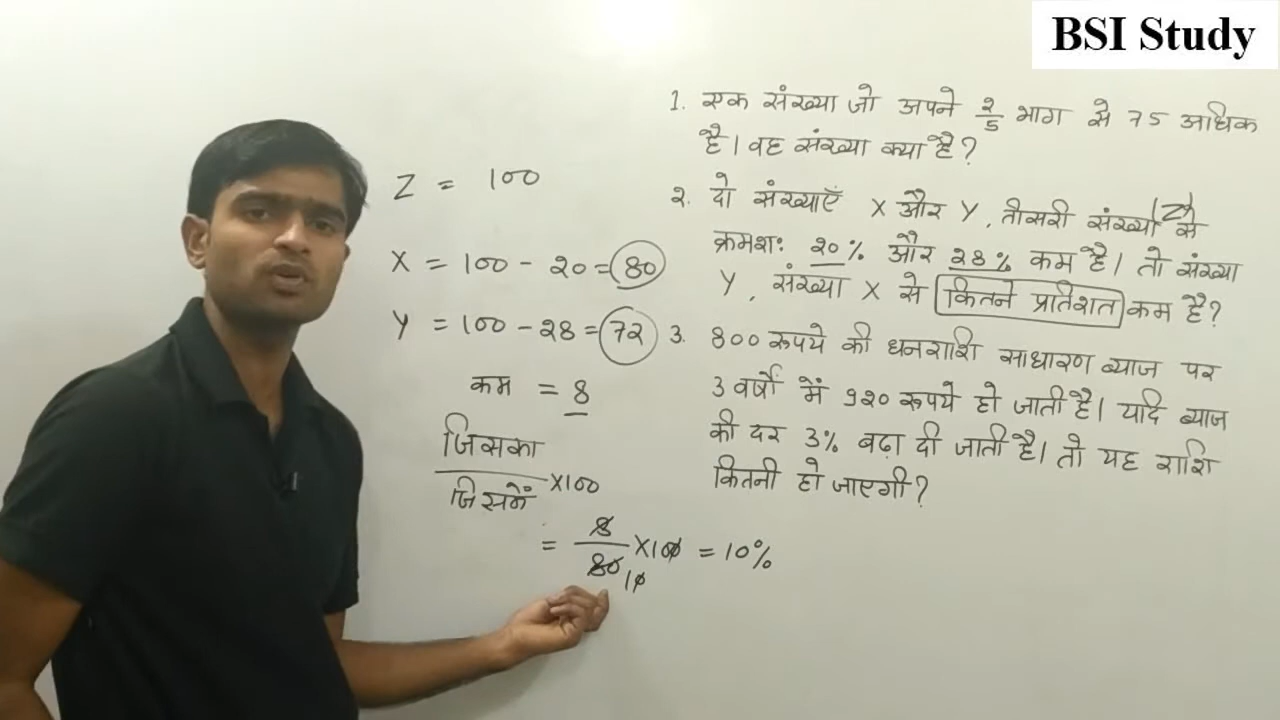 BSI Study
1. एक संख्या जो अपने 2/5 भाग से 75 अधिक
है। वह संख्या क्या है?
2. दो संख्याएँ X और Y, तीसरी संख्या (Z) से
क्रमशः 20% और 28% कम है। तो संख्या
Y, संख्या X से कितने प्रतिशत कम है?
3. 800 रुपये की धनराशि साधारण ब्याज पर
3 वर्षों में 920 रुपये हो जाती है। यदि ब्याज
की दर 3% बढ़ा दी जाती है। तो यह राशि
कितनी हो जाएगी?
Z = 100
X = 100 - 20 = 80
Y = 100 - 28 = 72
कम = 8
जिसका
जिसमें ×100
= 8/80 ×100 = 10%
10